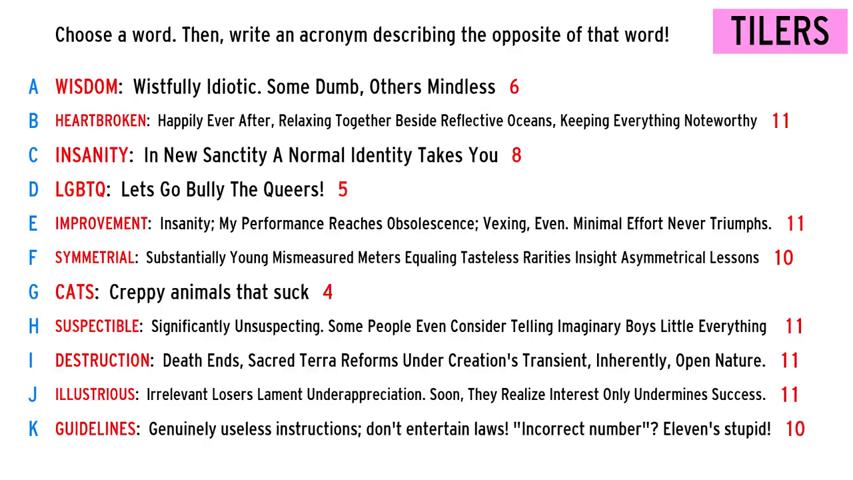 Choose a word. Then, write an acronym describing the opposite of that word!
TILERS
A WISDOM: Wistfully Idiotic. Some Dumb, Others Mindless 6
B HEARTBROKEN: Happily Ever After, Relaxing Together Beside Reflective Oceans, Keeping Everything Noteworthy 11
C INSANITY: In New Sanctity A Normal Identity Takes You 8
D LGBTQ: Lets Go Bully The Queers! 5
E IMPROVEMENT: Insanity; My Performance Reaches Obsolescence; Vexing, Even. Minimal Effort Never Triumphs. 11
F SYMMETRIAL: Substantially Young Mismeasured Meters Equaling Tasteless Rarities Insight Asymmetrical Lessons 10
G CATS: Creppy animals that suck 4
H SUSPECTIBLE: Significantly Unsuspecting. Some People Even Consider Telling Imaginary Boys Little Everything 11
I DESTRUCTION: Death Ends, Sacred Terra Reforms Under Creation's Transient, Inherently, Open Nature. 11
J ILLUSTRIOUS: Irrelevant Losers Lament Underappreciation. Soon, They Realize Interest Only Undermines Success. 11
K GUIDELINES: Genuinely useless instructions; don't entertain laws! "Incorrect number"? Eleven's stupid! 10